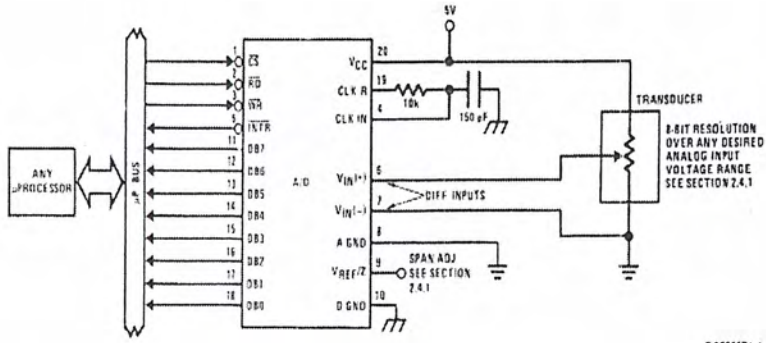 5V
1 CS
2 RD
3 WR
5 INTR
11 DB7
12 DB6
13 DB5
14 DB4
15 DB3
16 DB2
17 DB1
18 DB0
ANY
µPROCESSOR
µP BUS
A/D
VCC 20
CLK R 19
10k
150 pF
CLK IN 4
VIN(+) 6
DIFF INPUTS
VIN(−) 7
A GND 8
VREF/2 9
SPAN ADJ
SEE SECTION
2.4.1
D GND 10
TRANSDUCER
8-BIT RESOLUTION
OVER ANY DESIRED
ANALOG INPUT
VOLTAGE RANGE
SEE SECTION 2.4.1